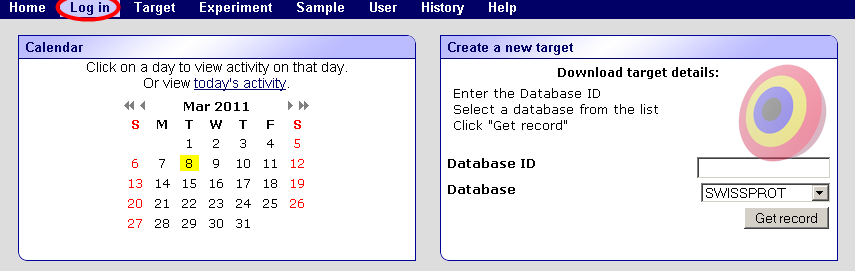 Home Log in Target Experiment Sample User History Help
Calendar
Click on a day to view activity on that day.
Or view today's activity.
Mar 2011
S M T W T F S
1 2 3 4 5
6 7 8 9 10 11 12
13 14 15 16 17 18 19
20 21 22 23 24 25 26
27 28 29 30 31
Create a new target
Download target details:
Enter the Database ID
Select a database from the list
Click "Get record"
Database ID
Database SWISSPROT
Get record